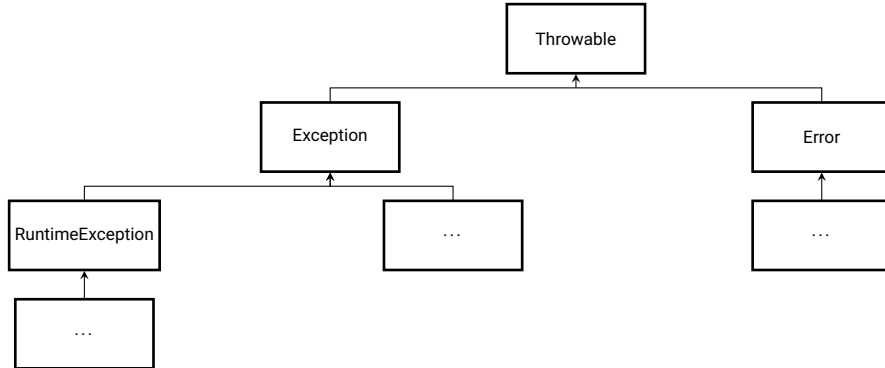 Throwable
Exception
Error
RuntimeException
...
...
...